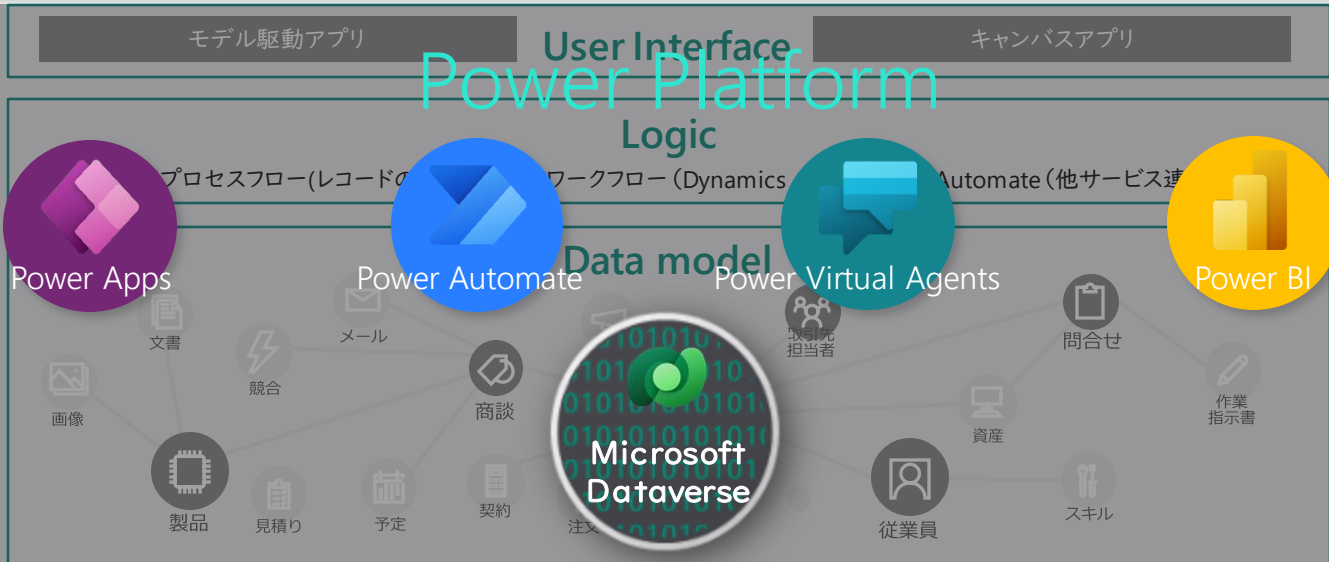 モデル駆動アプリ
User Interface
キャンバスアプリ
Power Platform
Logic
プロセスフロー(レコードの
ワークフロー(Dynamics
Automate(他サービス連
Data model
Power Apps
Power Automate
Power Virtual Agents
Power BI
文書
メール
取引先
担当者
問合せ
競合
画像
商談
資産
作業
指示書
Microsoft
Dataverse
製品
見積り
予定
契約
注文
従業員
スキル